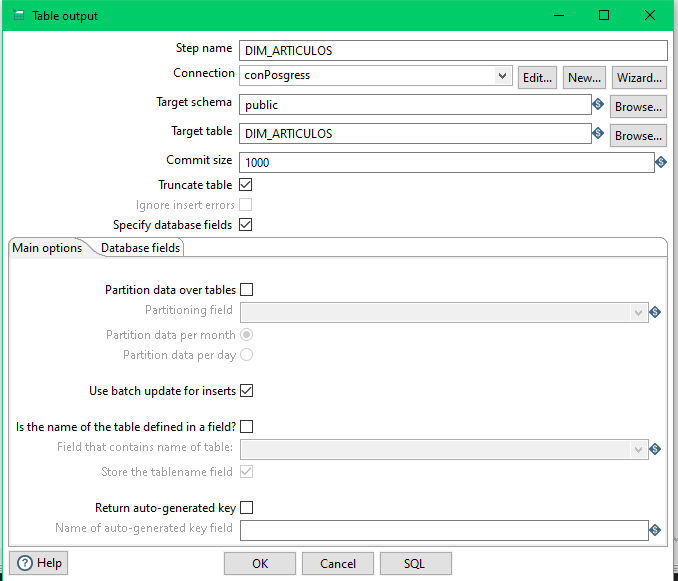 Table output
Step name DIM_ARTICULOS
Connection conPosgress Edit... New... Wizard...
Target schema public Browse...
Target table DIM_ARTICULOS Browse...
Commit size 1000
Truncate table
Ignore insert errors
Specify database fields
Main options Database fields
Partition data over tables
Partitioning field
Partition data per month
Partition data per day
Use batch update for inserts
Is the name of the table defined in a field?
Field that contains name of table:
Store the tablename field
Return auto-generated key
Name of auto-generated key field
Help OK Cancel SQL